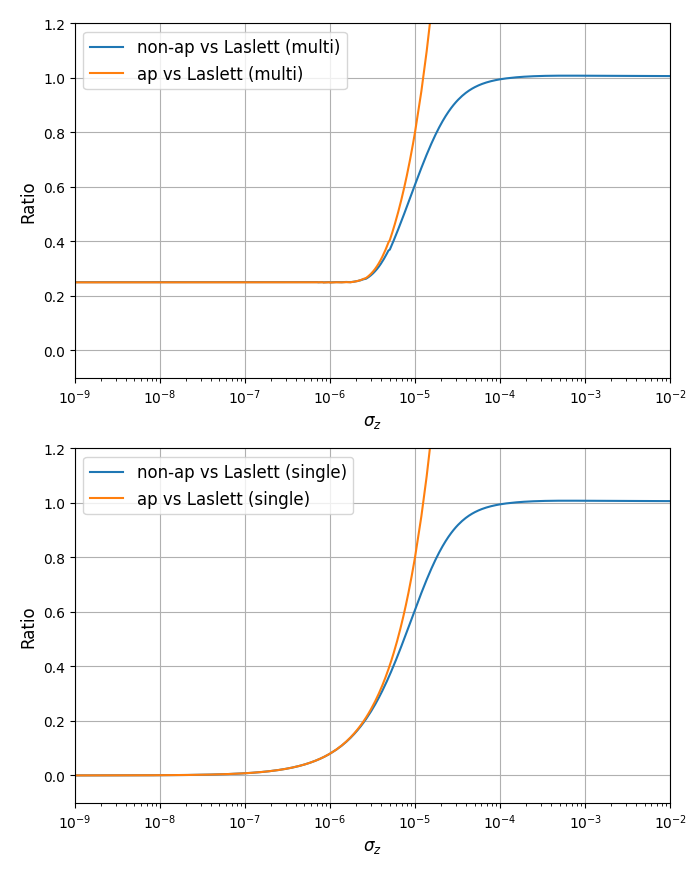 1.2
1.0
0.8
0.6
0.4
0.2
0.0
Ratio
non-ap vs Laslett (multi)
ap vs Laslett (multi)
10⁻⁹ 10⁻⁸ 10⁻⁷ 10⁻⁶ 10⁻⁵ 10⁻⁴ 10⁻³ 10⁻²
σ_z
1.2
1.0
0.8
0.6
0.4
0.2
0.0
Ratio
non-ap vs Laslett (single)
ap vs Laslett (single)
10⁻⁹ 10⁻⁸ 10⁻⁷ 10⁻⁶ 10⁻⁵ 10⁻⁴ 10⁻³ 10⁻²
σ_z